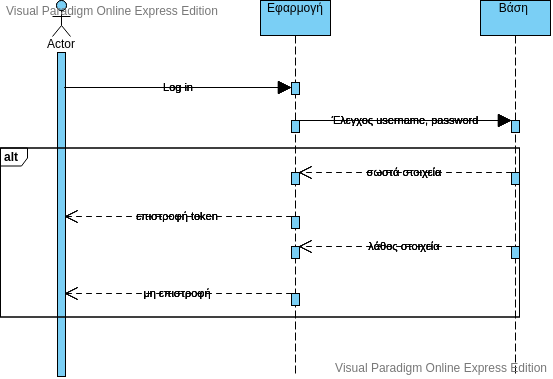 Visual Paradigm Online Express Edition
Εφαρμογή
Βάση
Actor
Log in
Έλεγχος username, password
alt
σωστά στοιχεία
επιστροφή token
λάθος στοιχεία
μη επιστροφή
Visual Paradigm Online Express Edition